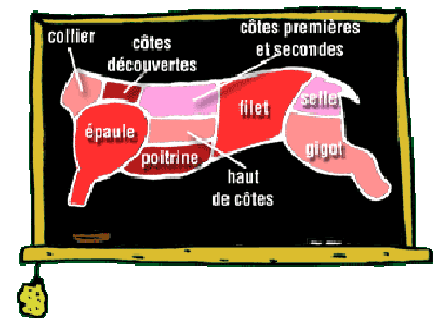 collier
côtes
découvertes
côtes premières
et secondes
épaule
filet
selle
gigot
poitrine
haut
de côtes